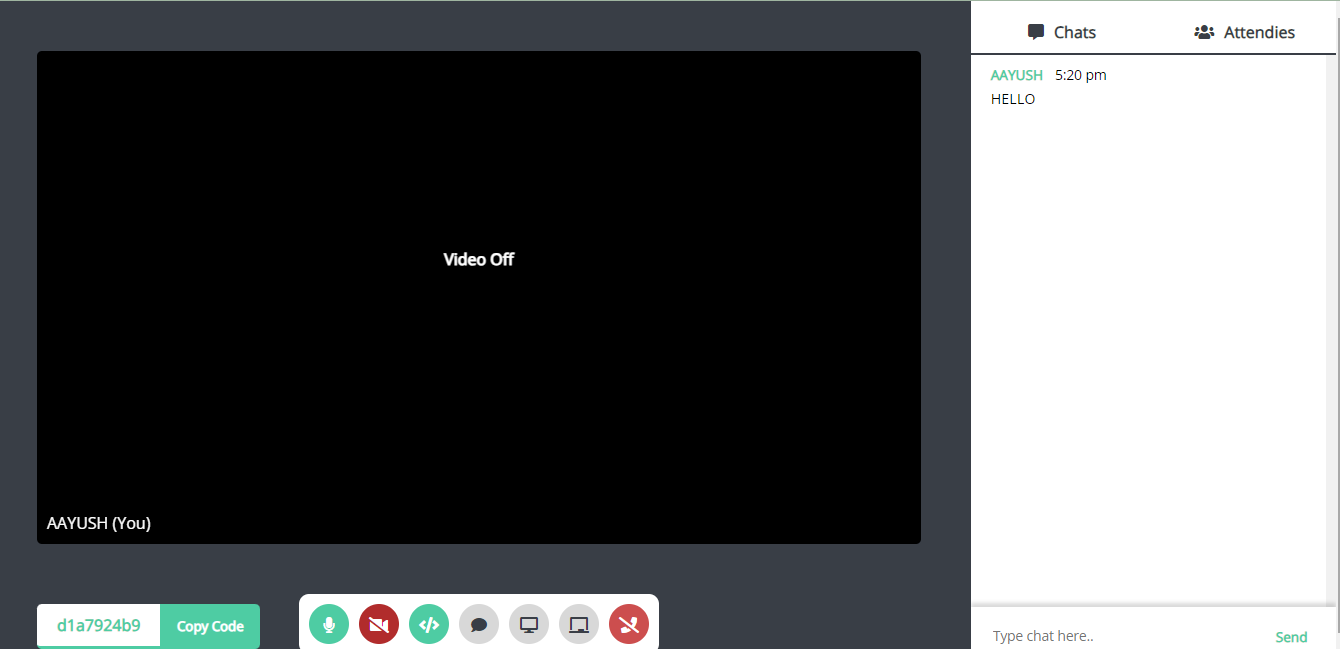 Chats
Attendies
AAYUSH 5:20 pm
HELLO
Video Off
AAYUSH (You)
d1a7924b9
Copy Code
Type chat here..
Send